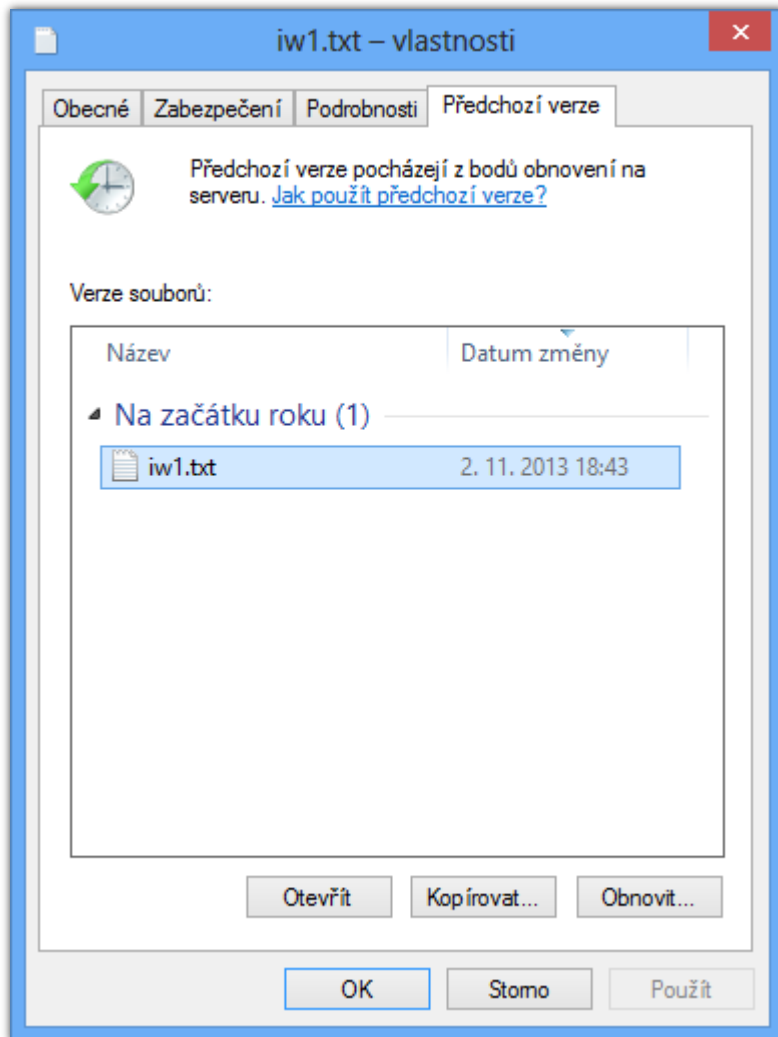 iw1.txt – vlastnosti
Obecné Zabezpečení Podrobnosti Předchozí verze
Předchozí verze pocházejí z bodů obnovení na
serveru. Jak použít předchozí verze?
Verze souborů:
Název Datum změny
Na začátku roku (1)
iw1.txt 2. 11. 2013 18:43
Otevřít Kopírovat... Obnovit...
OK Storno Použít